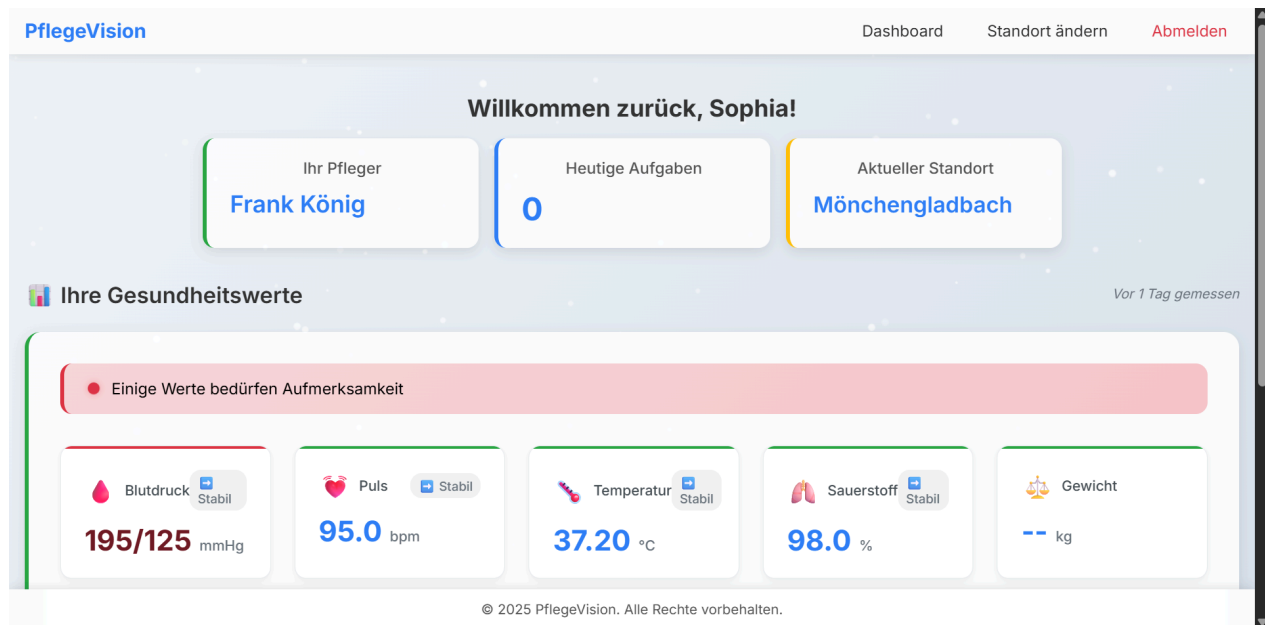 PflegeVision
Dashboard
Standort ändern
Abmelden
Willkommen zurück, Sophia!
Ihr Pfleger
Frank König
Heutige Aufgaben
0
Aktueller Standort
Mönchengladbach
Ihre Gesundheitswerte
Vor 1 Tag gemessen
Einige Werte bedürfen Aufmerksamkeit
Blutdruck
Stabil
195/125 mmHg
Puls
Stabil
95.0 bpm
Temperatur
Stabil
37.20 °C
Sauerstoff
Stabil
98.0 %
Gewicht
-- kg
© 2025 PflegeVision. Alle Rechte vorbehalten.